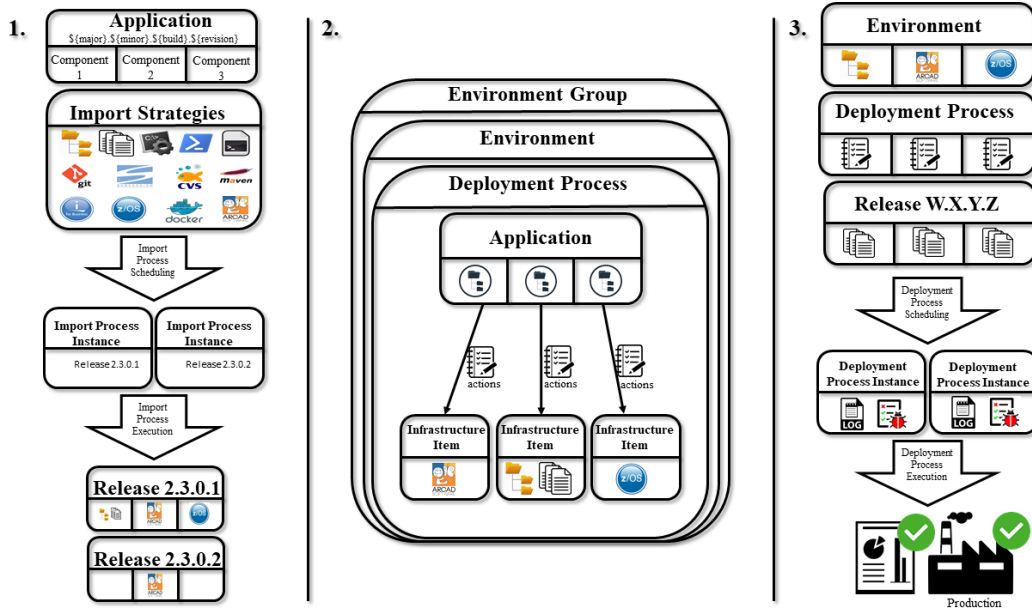 1.
Application
${major}.${minor}.${build}.${revision}
Component
1
Component
2
Component
3
Import Strategies
git
CVS
maven
i
for Business
z/OS
docker
ARCAD
Import
Process
Scheduling
Import Process
Instance
Release 2.3.0.1
Import Process
Instance
Release 2.3.0.2
Import
Process
Execution
Release 2.3.0.1
ARCAD
z/OS
Release 2.3.0.2
ARCAD
2.
Environment Group
Environment
Deployment Process
Application
actions
actions
actions
Infrastructure
Item
ARCAD
Infrastructure
Item
Infrastructure
Item
z/OS
3.
Environment
ARCAD
z/OS
Deployment Process
Release W.X.Y.Z
Deployment
Process
Scheduling
Deployment
Process Instance
LOG
Deployment
Process Instance
LOG
Deployment
Process
Execution
Production